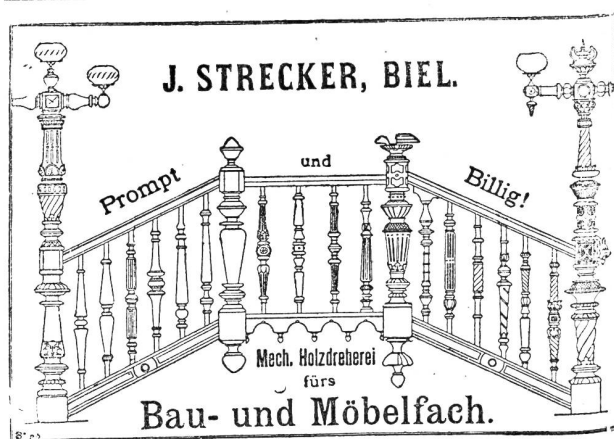 J. STRECKER, BIEL.
Prompt und Billig!
Mech. Holzdreherei
fürs
Bau- und Möbelfach.